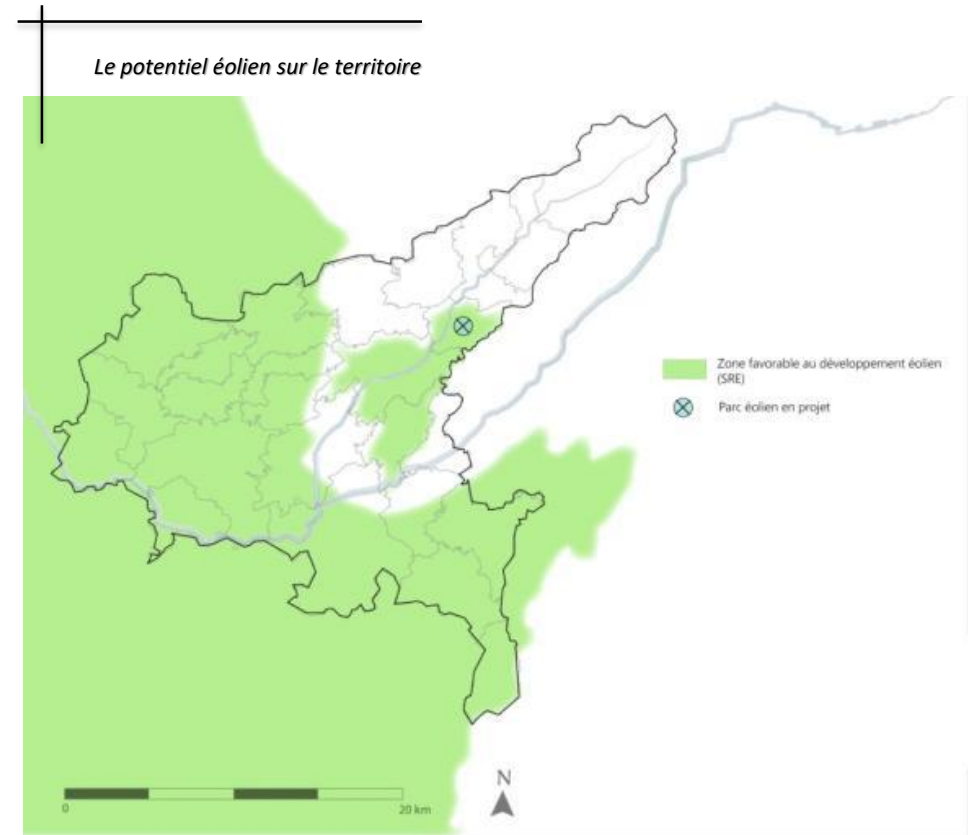 Le potentiel éolien sur le territoire
Zone favorable au développement éolien
(SRE)
Parc éolien en projet
N
0
20 km